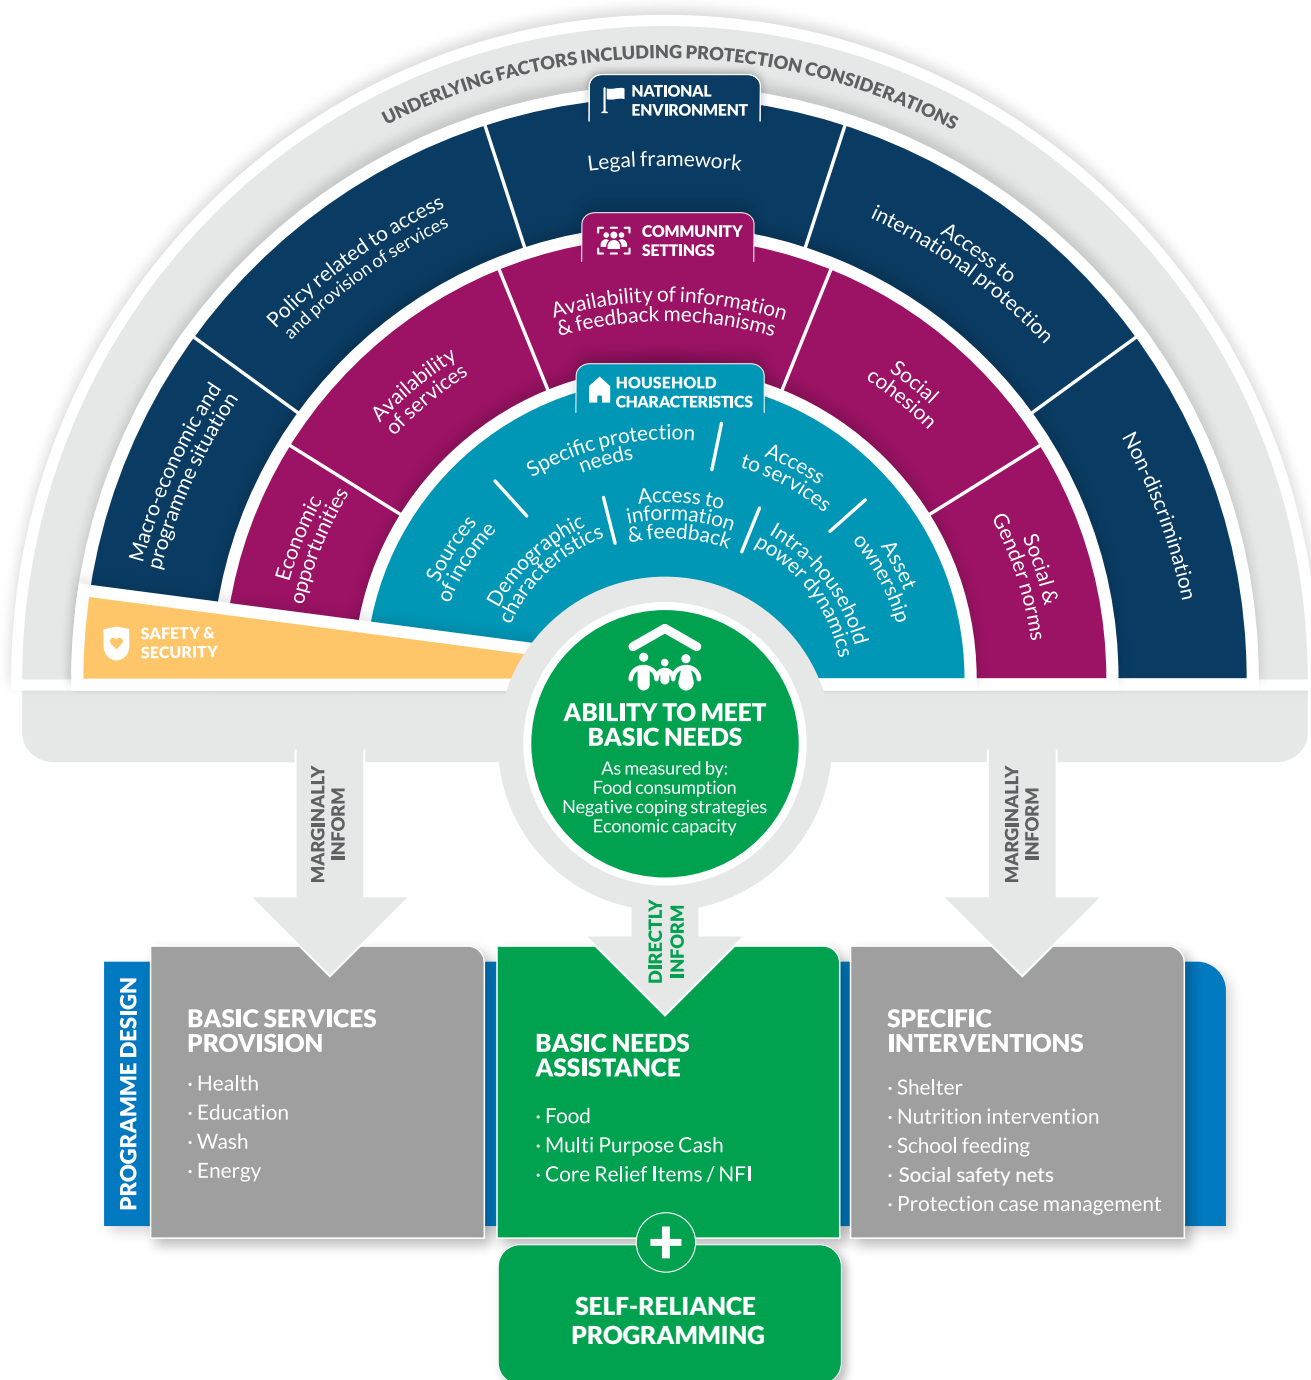 UNDERLYING FACTORS INCLUDING PROTECTION CONSIDERATIONS
NATIONAL
ENVIRONMENT
Macro-economic and
programme situation
Policy related to access
and provision of services
Legal framework
Access to
international protection
Non-discrimination
COMMUNITY
SETTINGS
Economic
opportunities
Availability
of services
Availability of information
& feedback mechanisms
Social
cohesion
Social &
Gender norms
HOUSEHOLD
CHARACTERISTICS
Sources
of income
Specific protection
needs
Access
to services
Asset
ownership
Demographic
characteristics
Access to
information
& feedback
Intra-household
power dynamics
SAFETY &
SECURITY
ABILITY TO MEET
BASIC NEEDS
As measured by:
Food consumption
Negative coping strategies
Economic capacity
MARGINALLY
INFORM
DIRECTLY
INFORM
MARGINALLY
INFORM
PROGRAMME DESIGN
BASIC SERVICES
PROVISION
· Health
· Education
· Wash
· Energy
BASIC NEEDS
ASSISTANCE
· Food
· Multi Purpose Cash
· Core Relief Items / NFI
SPECIFIC
INTERVENTIONS
· Shelter
· Nutrition intervention
· School feeding
· Social safety nets
· Protection case management
+
SELF-RELIANCE
PROGRAMMING